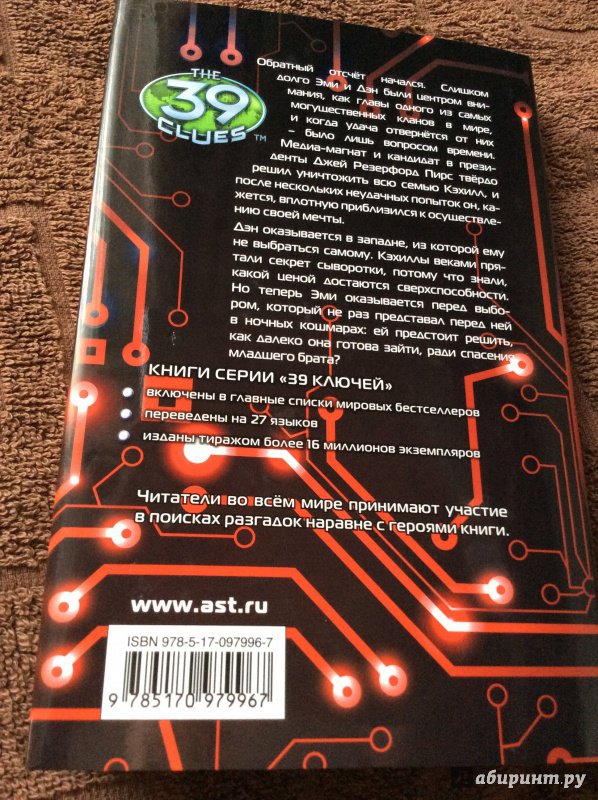 THE
39
CLUES™
Обратный отсчёт начался. Слишком
долго Эми и Дэн были центром вни-
мания, как главы одного из самых
могущественных кланов в мире,
и когда удача отвернётся от них
– было лишь вопросом времени.
Медиа-магнат и кандидат в прези-
денты Джей Резерфорд Пирс твёрдо
решил уничтожить всю семью Кэхилл, и
после нескольких неудачных попыток он, ка-
жется, вплотную приблизился к осуществле-
нию своей мечты.
Дэн оказывается в западне, из которой ему
не выбраться самому. Кэхиллы веками пря-
тали секрет сыворотки, потому что знали,
какой ценой достаются сверхспособности.
Но теперь Эми оказывается перед выбо-
ром, который не раз представал перед ней
в ночных кошмарах: ей предстоит решить,
как далеко она готова зайти, ради спасения
младшего брата?
КНИГИ СЕРИИ «39 КЛЮЧЕЙ»
включены в главные списки мировых бестселлеров
переведены на 27 языков
изданы тиражом более 16 миллионов экземпляров
Читатели во всём мире принимают участие
в поисках разгадок наравне с героями книги.
www.ast.ru
ISBN 978-5-17-097996-7
9 785170 979967
абиринт.ру